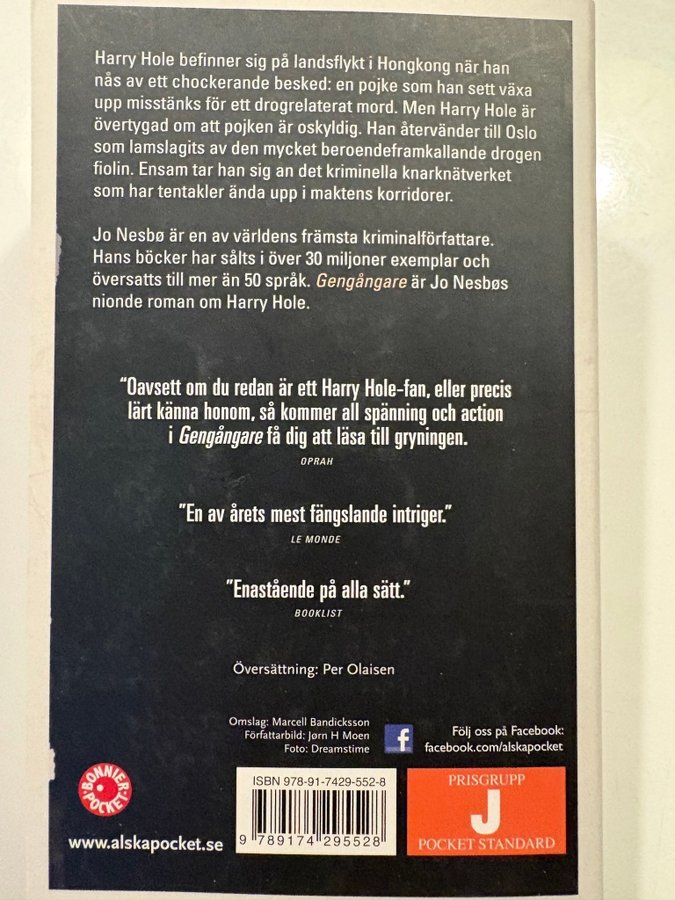 Harry Hole befinner sig på landsflykt i Hongkong när han
nås av ett chockerande besked: en pojke som han sett växa
upp misstänks för ett drogrelaterat mord. Men Harry Hole är
övertygad om att pojken är oskyldig. Han återvänder till Oslo
som lamslagits av den mycket beroendeframkallande drogen
fiolin. Ensam tar han sig an det kriminella knarknätverket
som har tentakler ända upp i maktens korridorer.
Jo Nesbø är en av världens främsta kriminalförfattare.
Hans böcker har sålts i över 30 miljoner exemplar och
översatts till mer än 50 språk. Gengångare är Jo Nesbøs
nionde roman om Harry Hole.
“Oavsett om du redan är ett Harry Hole-fan, eller precis
lärt känna honom, så kommer all spänning och action
i Gengångare få dig att läsa till gryningen.
OPRAH
”En av årets mest fängslande intriger.”
LE MONDE
”Enastående på alla sätt.”
BOOKLIST
Översättning: Per Olaisen
Omslag: Marcell Bandicksson
Författarbild: Jørn H Moen
Foto: Dreamstime
f
Följ oss på Facebook:
facebook.com/alskapocket
BONNIER
POCKET
www.alskapocket.se
ISBN 978-91-7429-552-8
9 789174 295528
PRISGRUPP
J
POCKET STANDARD